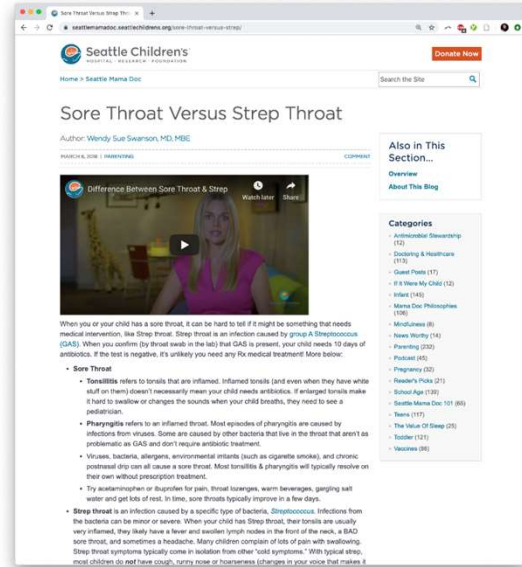 Sore Throat Versus Strep Thro
seattlemamadoc.seattlechildrens.org/sore-throat-versus-strep/
Seattle Children's
HOSPITAL · RESEARCH · FOUNDATION
Donate Now
Home > Seattle Mama Doc
Search the Site
Sore Throat Versus Strep Throat
Author: Wendy Sue Swanson, MD, MBE
MARCH 6, 2018 | PARENTING
COMMENT
Difference Between Sore Throat & Strep
Watch later
Share
When you or your child has a sore throat, it can be hard to tell if it might be something that needs
medical intervention, like Strep throat. Strep throat is an infection caused by group A Streptococcus
(GAS). When you confirm (by throat swab in the lab) that GAS is present, your child needs 10 days of
antibiotics. If the test is negative, it's unlikely you need any Rx medical treatment! More below:
• Sore Throat
• Tonsillitis refers to tonsils that are inflamed. Inflamed tonsils (and even when they have white
stuff on them) doesn't necessarily mean your child needs antibiotics. If enlarged tonsils make
it hard to swallow or changes the sounds when your child breaths, they need to see a
pediatrician.
• Pharyngitis refers to an inflamed throat. Most episodes of pharyngitis are caused by
infections from viruses. Some are caused by other bacteria that live in the throat that aren't as
problematic as GAS and don't require antibiotic treatment.
• Viruses, bacteria, allergens, environmental irritants (such as cigarette smoke), and chronic
postnasal drip can all cause a sore throat. Most tonsillitis & pharyngitis will typically resolve on
their own without prescription treatment.
• Try acetaminophen or ibuprofen for pain, throat lozenges, warm beverages, gargling salt
water and get lots of rest. In time, sore throats typically improve in a few days.
• Strep throat is an infection caused by a specific type of bacteria, Streptococcus. Infections from
the bacteria can be minor or severe. When your child has Strep throat, their tonsils are usually
very inflamed, they likely have a fever and swollen lymph nodes in the front of the neck, a BAD
sore throat, and sometimes a headache. Many children complain of lots of pain with swallowing.
Strep throat symptoms typically come in isolation from other "cold symptoms." With typical strep,
most children do not have cough, runny nose or hoarseness (changes in your voice that makes it
Also in This
Section...
Overview
About This Blog
Categories
Antimicrobial Stewardship
(12)
Doctoring & Healthcare
(113)
Guest Posts (17)
If It Were My Child (12)
Infant (145)
Mama Doc Philosophies
(106)
Mindfulness (8)
News Worthy (14)
Parenting (232)
Podcast (45)
Pregnancy (32)
Reader's Picks (21)
School Age (139)
Seattle Mama Doc 101 (65)
Teens (117)
The Value Of Sleep (25)
Toddler (121)
Vaccines (86)